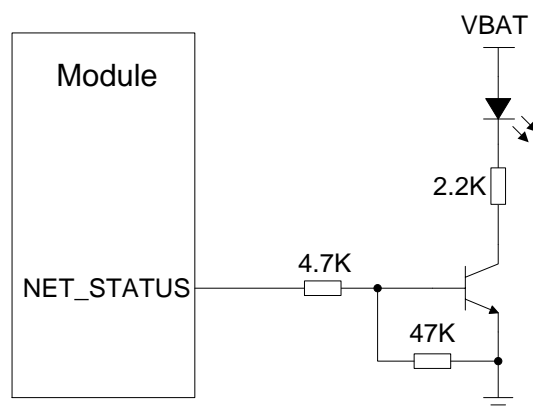 VBAT
Module
2.2K
4.7K
NET_STATUS
47K